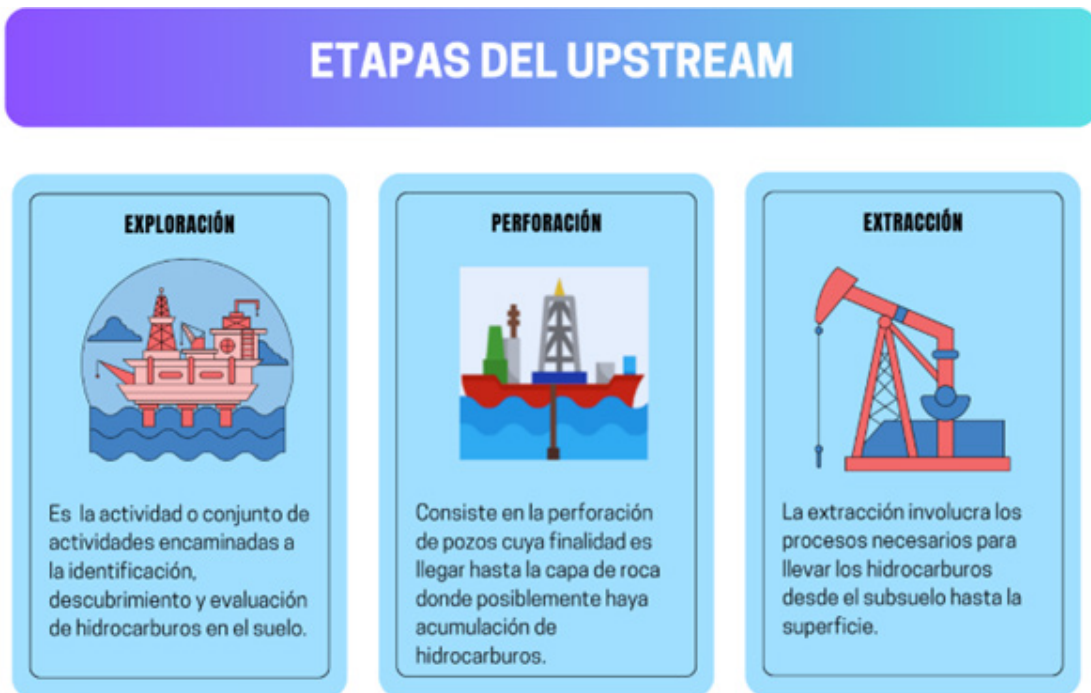 ETAPAS DEL UPSTREAM
EXPLORACIÓN
Es la actividad o conjunto de
actividades encaminadas a
la identificación,
descubrimiento y evaluación
de hidrocarburos en el suelo.
PERFORACIÓN
Consiste en la perforación
de pozos cuya finalidad es
llegar hasta la capa de roca
donde posiblemente haya
acumulación de
hidrocarburos.
EXTRACCIÓN
La extracción involucra los
procesos necesarios para
llevar los hidrocarburos
desde el subsuelo hasta la
superficie.